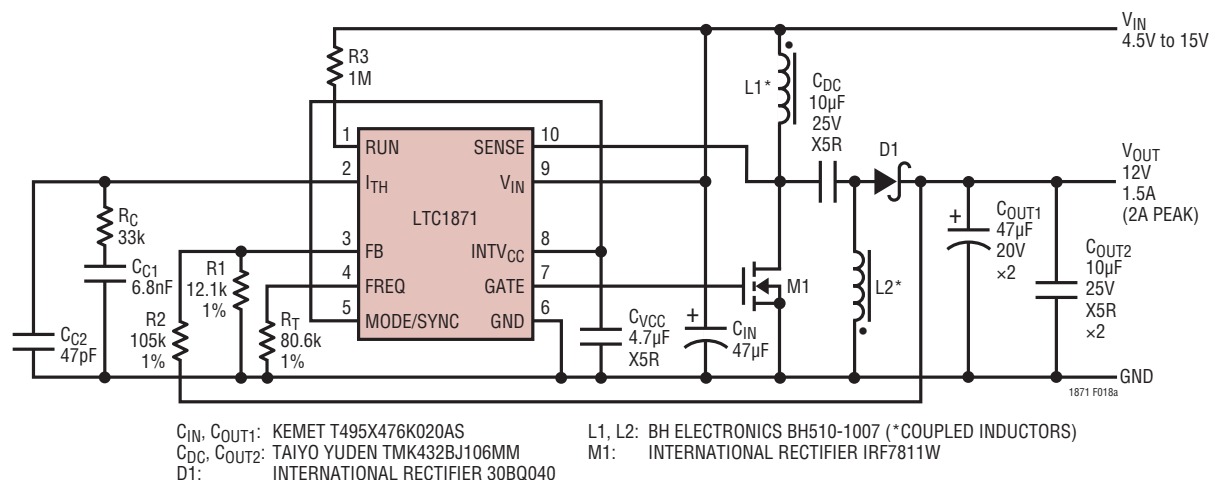 VIN
4.5V to 15V
R3
1M
L1*
CDC
10µF
25V
X5R
D1
VOUT
12V
1.5A
(2A PEAK)
1
RUN
SENSE
10
2
ITH
VIN
9
LTC1871
3
FB
INTVCC
8
4
FREQ
GATE
7
5
MODE/SYNC
GND
6
RC
33k
CC1
6.8nF
R1
12.1k
1%
R2
105k
1%
CC2
47pF
RT
80.6k
1%
CVCC
4.7µF
X5R
+
CIN
47µF
M1
L2*
+
COUT1
47µF
20V
×2
COUT2
10µF
25V
X5R
×2
GND
1871 F018a
CIN, COUT1: KEMET T495X476K020AS
CDC, COUT2: TAIYO YUDEN TMK432BJ106MM
D1: INTERNATIONAL RECTIFIER 30BQ040
L1, L2: BH ELECTRONICS BH510-1007 (*COUPLED INDUCTORS)
M1: INTERNATIONAL RECTIFIER IRF7811W